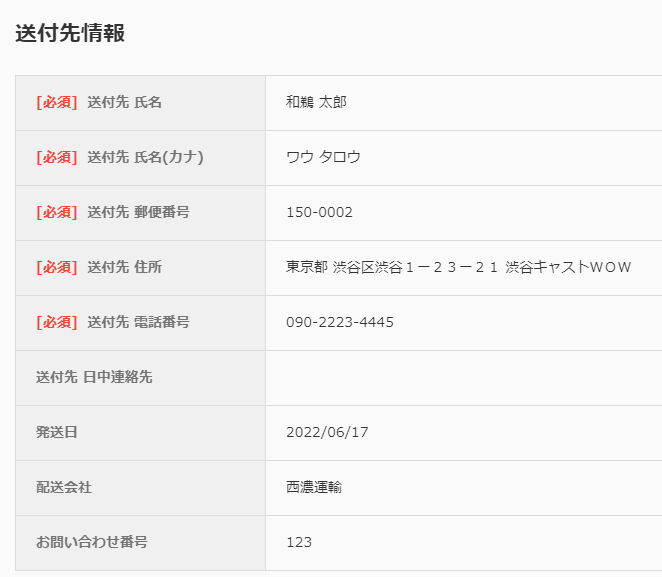 送付先情報
[必須] 送付先 氏名 和鵜 太郎
[必須] 送付先 氏名(カナ) ワウ タロウ
[必須] 送付先 郵便番号 150-0002
[必須] 送付先 住所 東京都 渋谷区渋谷１－２３－２１ 渋谷キャストＷＯＷ
[必須] 送付先 電話番号 090-2223-4445
送付先 日中連絡先
発送日 2022/06/17
配送会社 西濃運輸
お問い合わせ番号 123